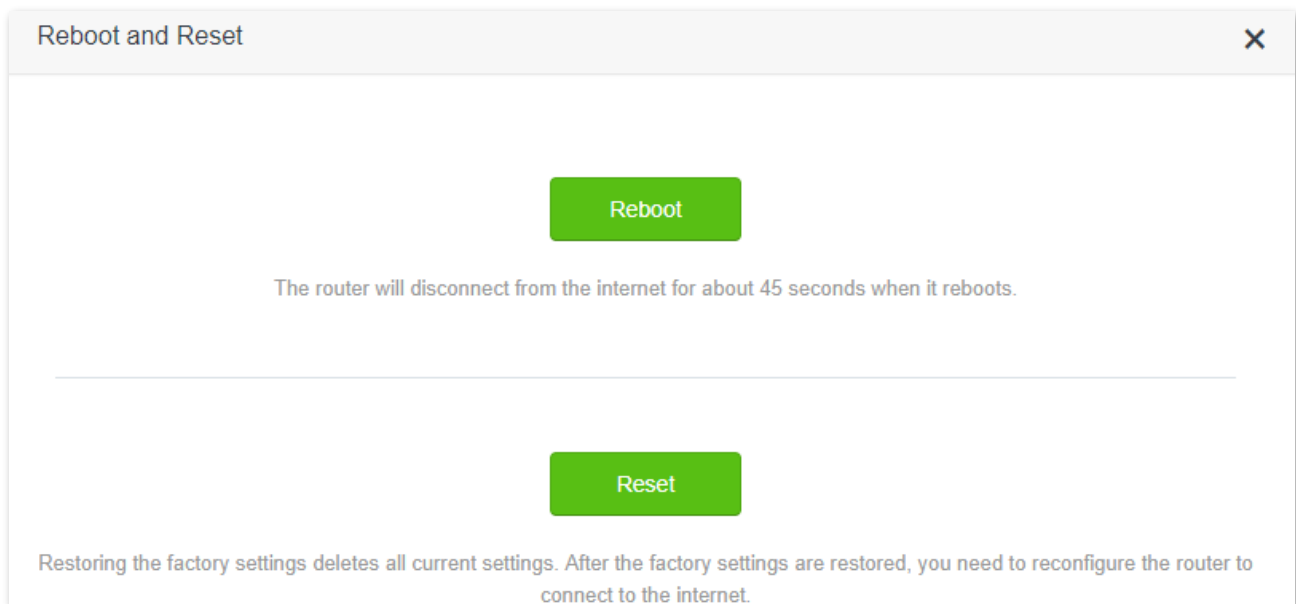 Reboot and Reset
Reboot
The router will disconnect from the internet for about 45 seconds when it reboots.
Reset
Restoring the factory settings deletes all current settings. After the factory settings are restored, you need to reconfigure the router to
connect to the internet.